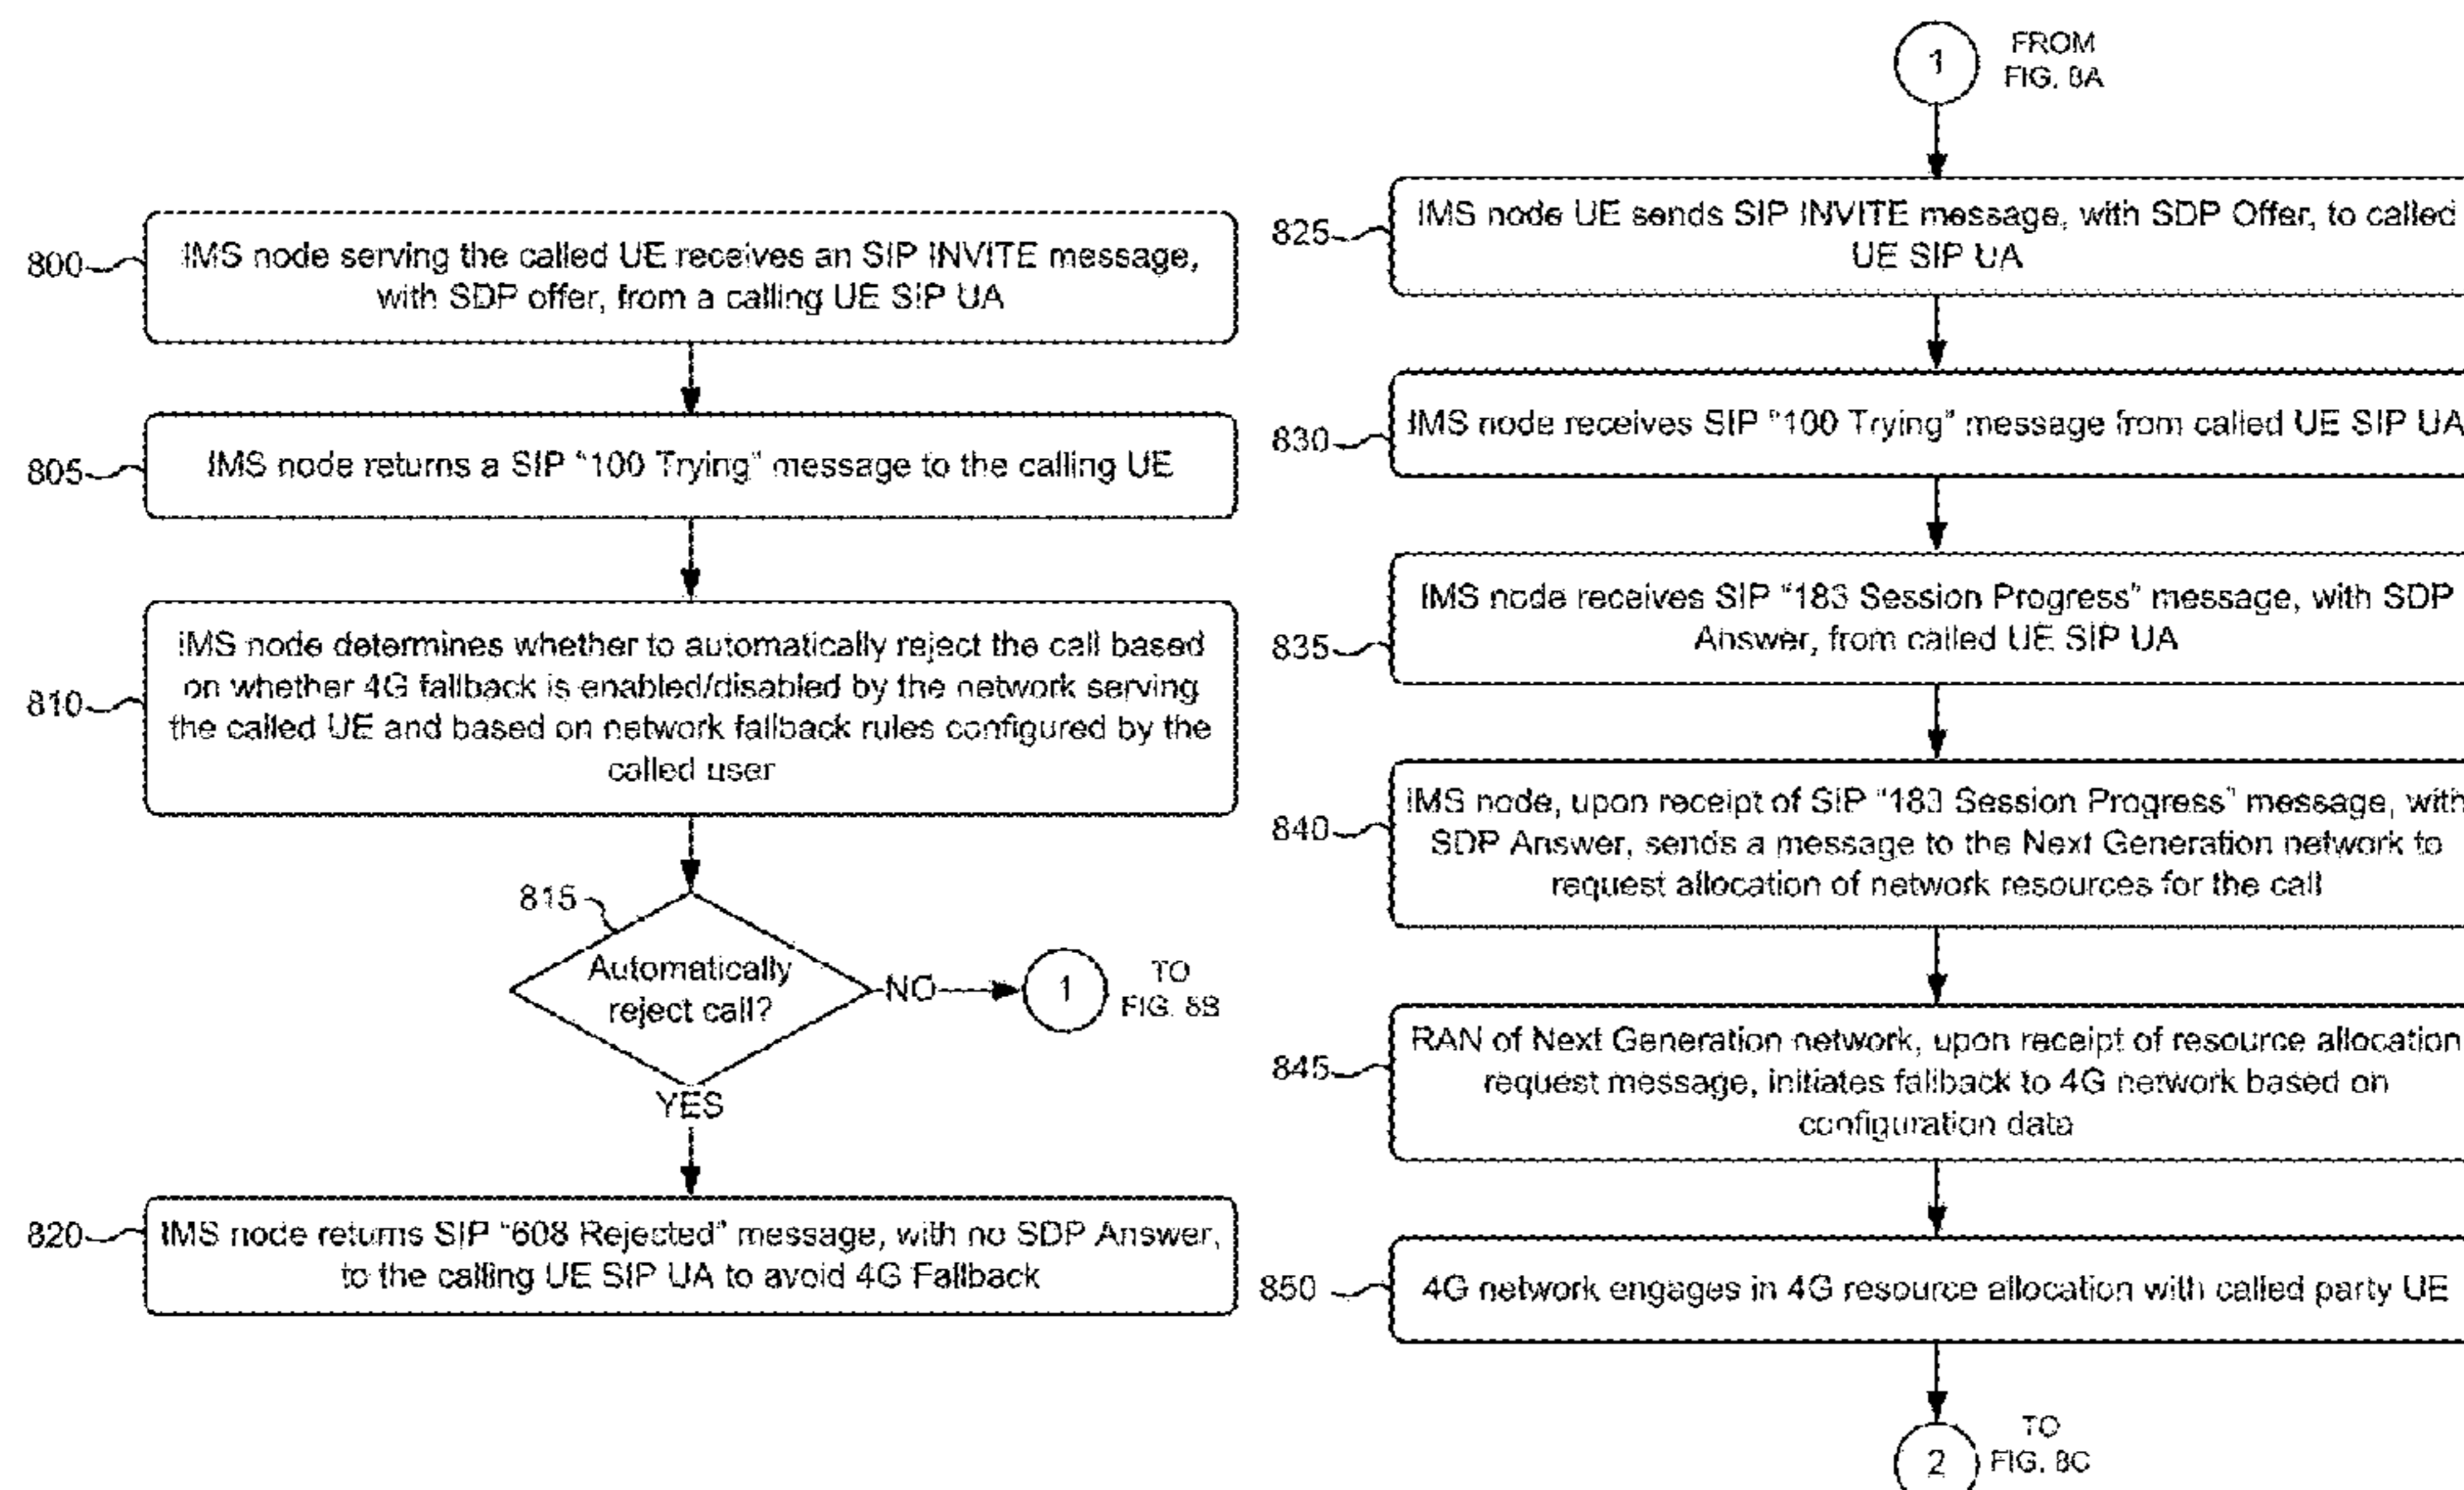 800
IMS node serving the called UE receives an SIP INVITE message,
with SDP offer, from a calling UE SIP UA
805
IMS node returns a SIP "100 Trying" message to the calling UE
810
IMS node determines whether to automatically reject the call based
on whether 4G fallback is enabled/disabled by the network serving
the called UE and based on network fallback rules configured by the
called user
815
Automatically
reject call?
NO
1
TO
FIG. 8B
YES
820
IMS node returns SIP "608 Rejected" message, with no SDP Answer,
to the calling UE SIP UA to avoid 4G Fallback
1
FROM
FIG. 8A
825
IMS node UE sends SIP INVITE message, with SDP Offer, to called
UE SIP UA
830
IMS node receives SIP "100 Trying" message from called UE SIP UA
835
IMS node receives SIP "183 Session Progress" message, with SDP
Answer, from called UE SIP UA
840
IMS node, upon receipt of SIP "183 Session Progress" message, with
SDP Answer, sends a message to the Next Generation network to
request allocation of network resources for the call
845
RAN of Next Generation network, upon receipt of resource allocation
request message, initiates fallback to 4G network based on
configuration data
850
4G network engages in 4G resource allocation with called party UE
2
TO
FIG. 8C